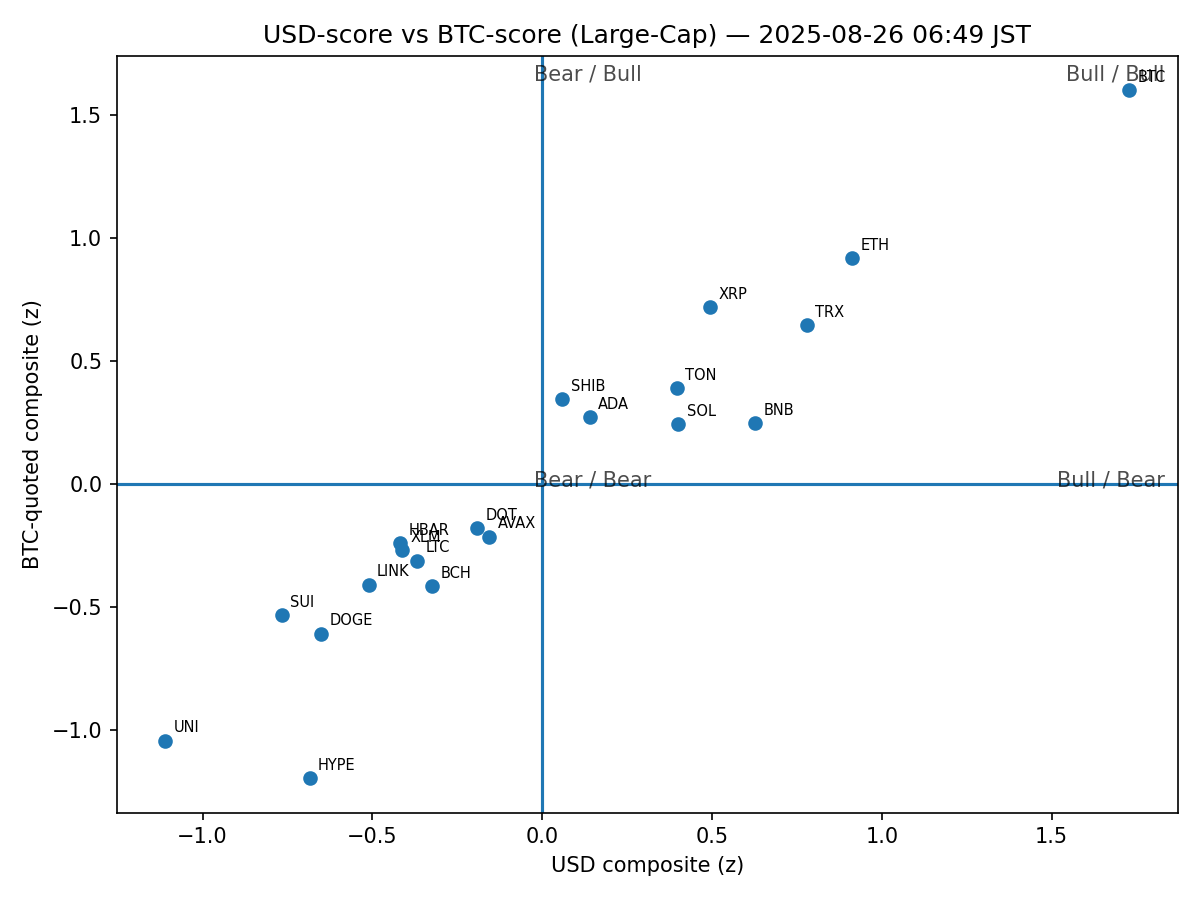 USD-score vs BTC-score (Large-Cap) — 2025-08-26 06:49 JST
Bear / Bull
Bull / Bull
BTC
1.5
1.0
ETH
XRP
TRX
0.5
TON
SHIB
ADA
SOL
BNB
0.0
Bear / Bear
Bull / Bear
DOT
AVAX
HBAR
XLM
LTC
LINK
BCH
−0.5
SUI
DOGE
−1.0
UNI
HYPE
BTC-quoted composite (z)
−1.0
−0.5
0.0
0.5
1.0
1.5
USD composite (z)